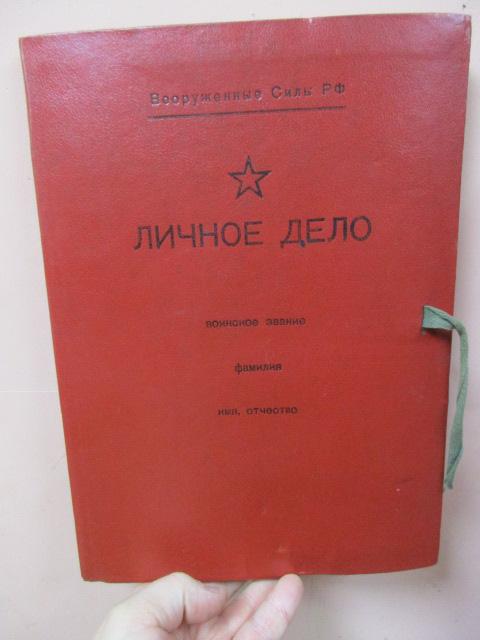 Вооруженные Силы РФ
ЛИЧНОЕ ДЕЛО
воинское звание
фамилия
имя, отчество